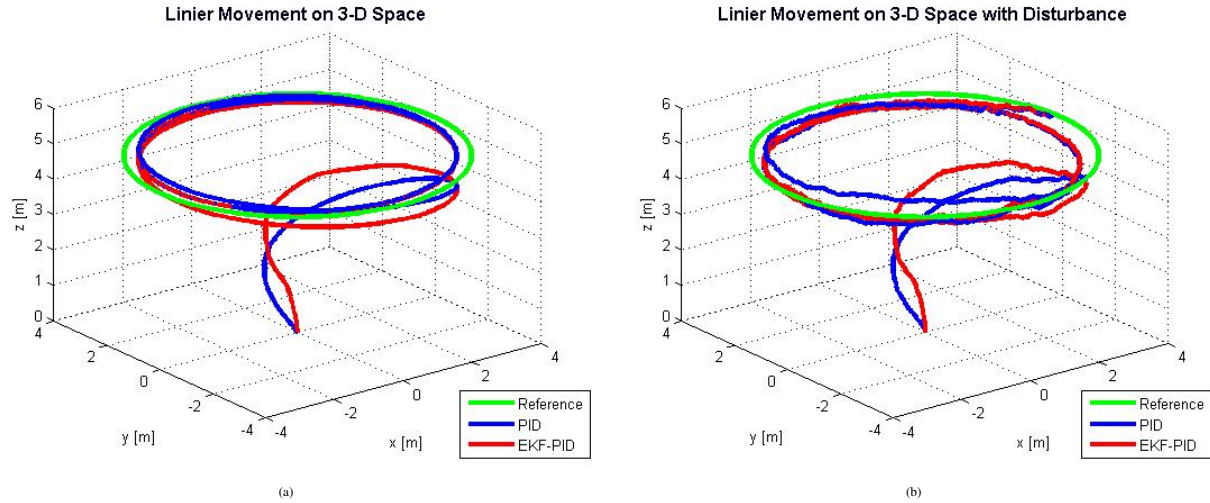 Linier Movement on 3-D Space
6
5
4
3
2
1
0
z [m]
4
2
0
-2
-4
y [m]
-4
-2
0
2
4
x [m]
Reference
PID
EKF-PID
(a)
Linier Movement on 3-D Space with Disturbance
6
5
4
3
2
1
0
z [m]
4
2
0
-2
-4
y [m]
-4
-2
0
2
4
x [m]
Reference
PID
EKF-PID
(b)